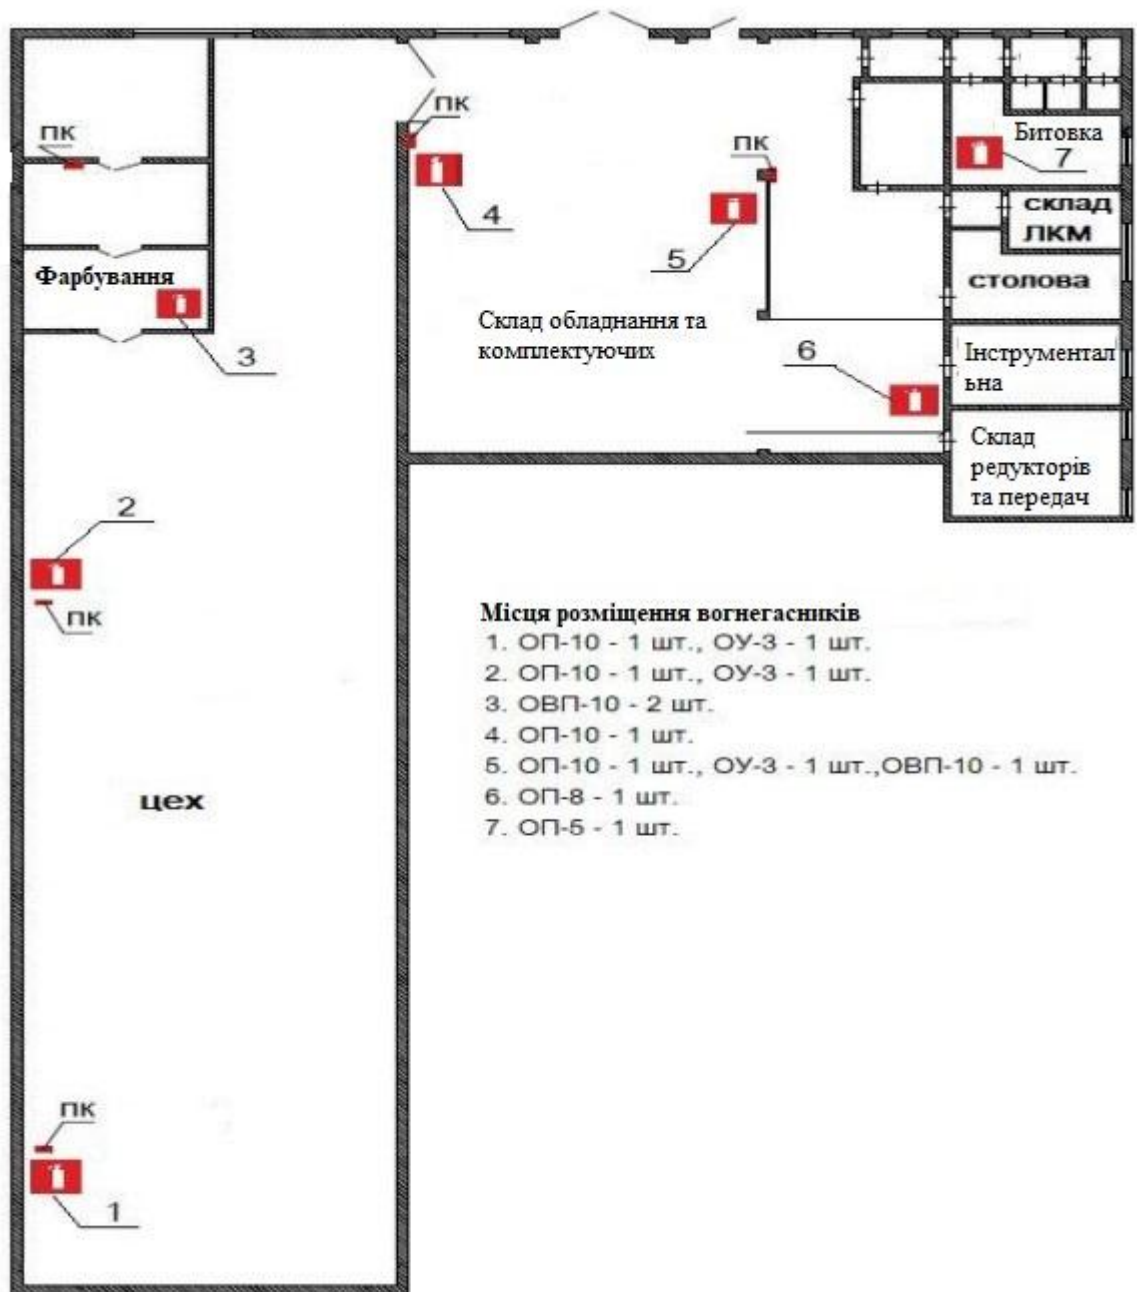 ПК
ПК
ПК
Битовка
7
4
5
склад
ЛКМ
столова
Фарбування
3
Склад обладнання та
комплектуючих
6
Інструментал
ьна
Склад
редукторів
та передач
2
ПК
Місця розміщення вогнегасників
1. ОП-10 - 1 шт., ОУ-3 - 1 шт.
2. ОП-10 - 1 шт., ОУ-3 - 1 шт.
3. ОВП-10 - 2 шт.
4. ОП-10 - 1 шт.
5. ОП-10 - 1 шт., ОУ-3 - 1 шт.,ОВП-10 - 1 шт.
6. ОП-8 - 1 шт.
7. ОП-5 - 1 шт.
цех
ПК
1